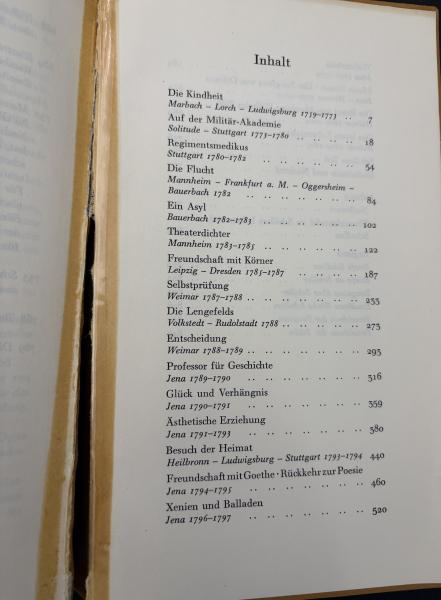 Inhalt
Die Kindheit
Marbach – Lorch – Ludwigsburg 1759–1773 .. 7
Auf der Militär-Akademie
Solitude – Stuttgart 1773–1780 .. .. .. .. .. 18
Regimentsmedikus
Stuttgart 1780–1782 .. .. .. .. .. .. 54
Die Flucht
Mannheim – Frankfurt a. M. – Oggersheim –
Bauerbach 1782 .. .. .. .. .. .. .. 84
Ein Asyl
Bauerbach 1782–1783 .. .. .. .. .. .. 102
Theaterdichter
Mannheim 1783–1785 .. .. .. .. .. .. 122
Freundschaft mit Körner
Leipzig – Dresden 1785–1787 .. .. .. .. .. 187
Selbstprüfung
Weimar 1787–1788 .. .. .. .. .. .. 233
Die Lengefelds
Volkstedt – Rudolstadt 1788 .. .. .. .. .. 273
Entscheidung
Weimar 1788–1789 .. .. .. .. .. .. 293
Professor für Geschichte
Jena 1789–1790 .. .. .. .. .. .. 316
Glück und Verhängnis
Jena 1790–1791 .. .. .. .. .. .. 359
Ästhetische Erziehung
Jena 1791–1793 .. .. .. .. .. .. 380
Besuch der Heimat
Heilbronn – Ludwigsburg – Stuttgart 1793–1794 440
Freundschaft mit Goethe · Rückkehr zur Poesie
Jena 1794–1795 .. .. .. .. .. .. 460
Xenien und Balladen
Jena 1796–1797 .. .. .. .. .. .. 520